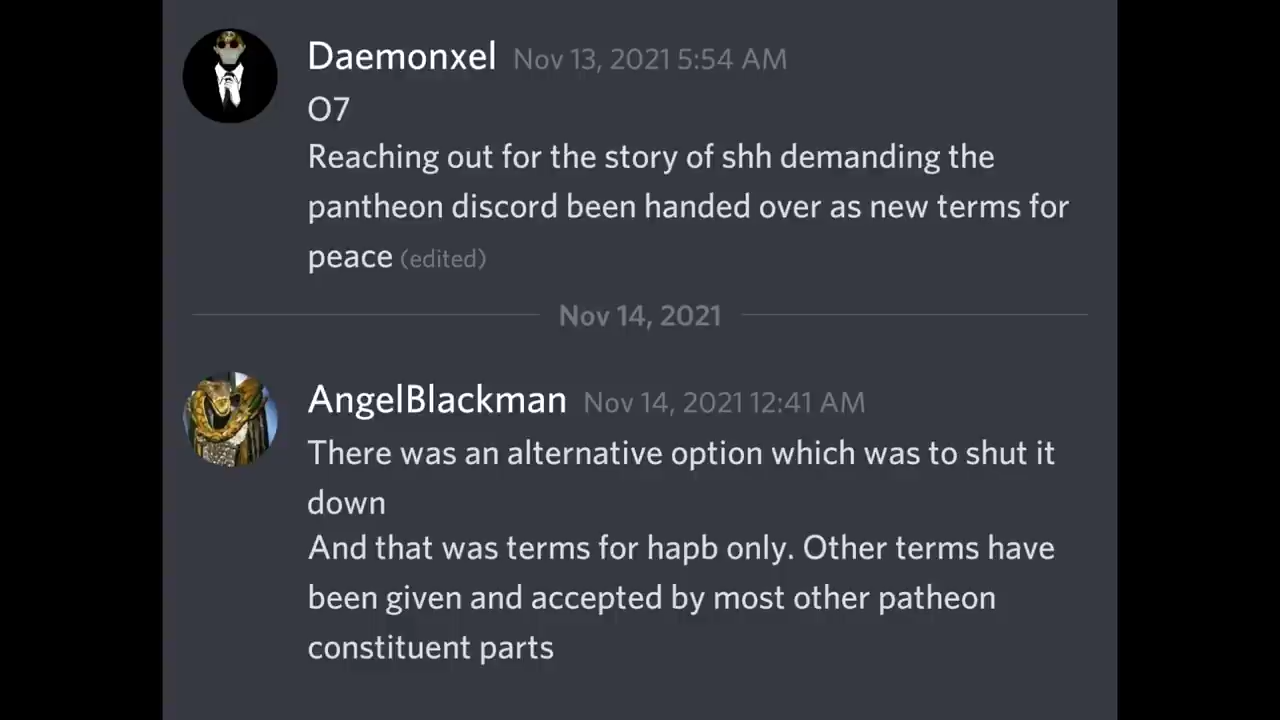 Daemonxel Nov 13, 2021 5:54 AM
O7
Reaching out for the story of shh demanding the
pantheon discord been handed over as new terms for
peace (edited)
Nov 14, 2021
AngelBlackman Nov 14, 2021 12:41 AM
There was an alternative option which was to shut it
down
And that was terms for hapb only. Other terms have
been given and accepted by most other patheon
constituent parts